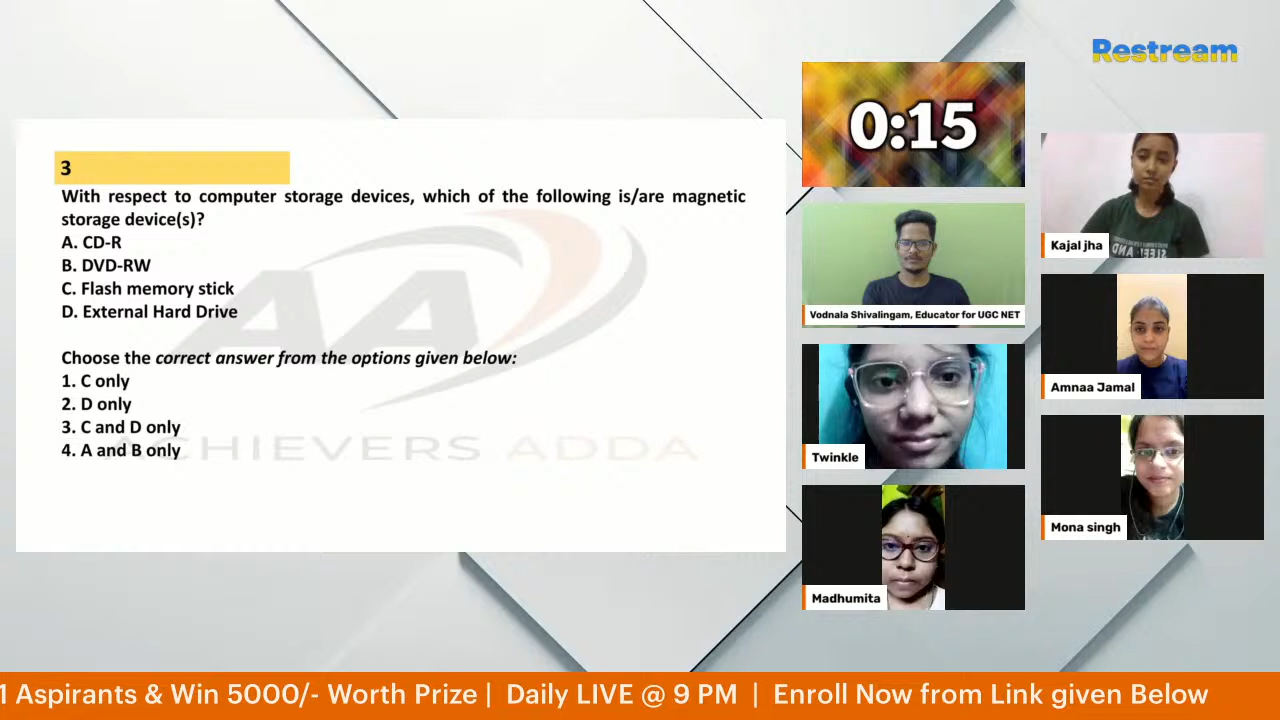 Restream
0:15
3
With respect to computer storage devices, which of the following is/are magnetic
storage device(s)?
A. CD-R
B. DVD-RW
C. Flash memory stick
D. External Hard Drive
Choose the correct answer from the options given below:
1. C only
2. D only
3. C and D only
4. A and B only
AA
ACHIEVERS ADDA
Kajal jha
Vodnala Shivalingam, Educator for UGC NET
Amnaa Jamal
Twinkle
Mona singh
Madhumita
1 Aspirants & Win 5000/- Worth Prize | Daily LIVE @ 9 PM | Enroll Now from Link given Below